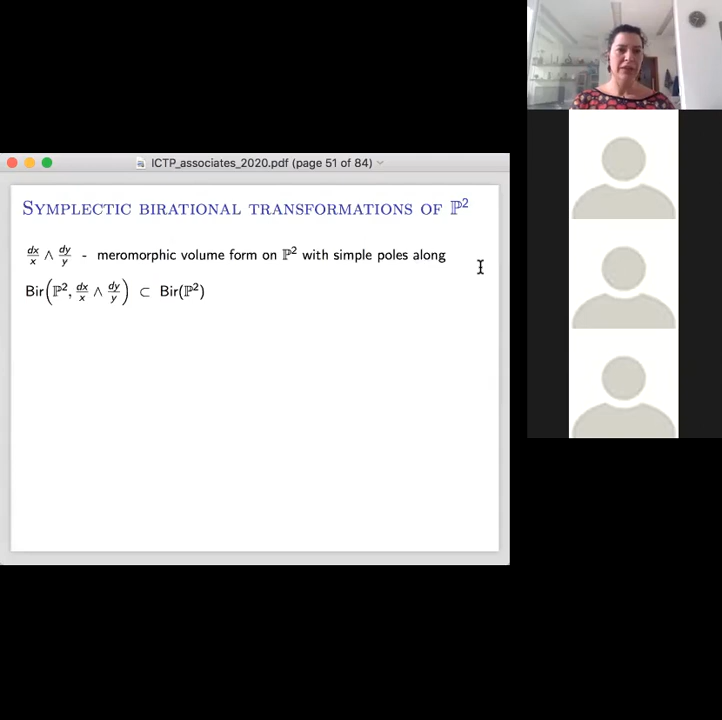 ICTP_associates_2020.pdf (page 51 of 84)
SYMPLECTIC BIRATIONAL TRANSFORMATIONS OF ℙ²
dx/x ∧ dy/y - meromorphic volume form on ℙ² with simple poles along
Bir(ℙ², dx/x ∧ dy/y) ⊂ Bir(ℙ²)